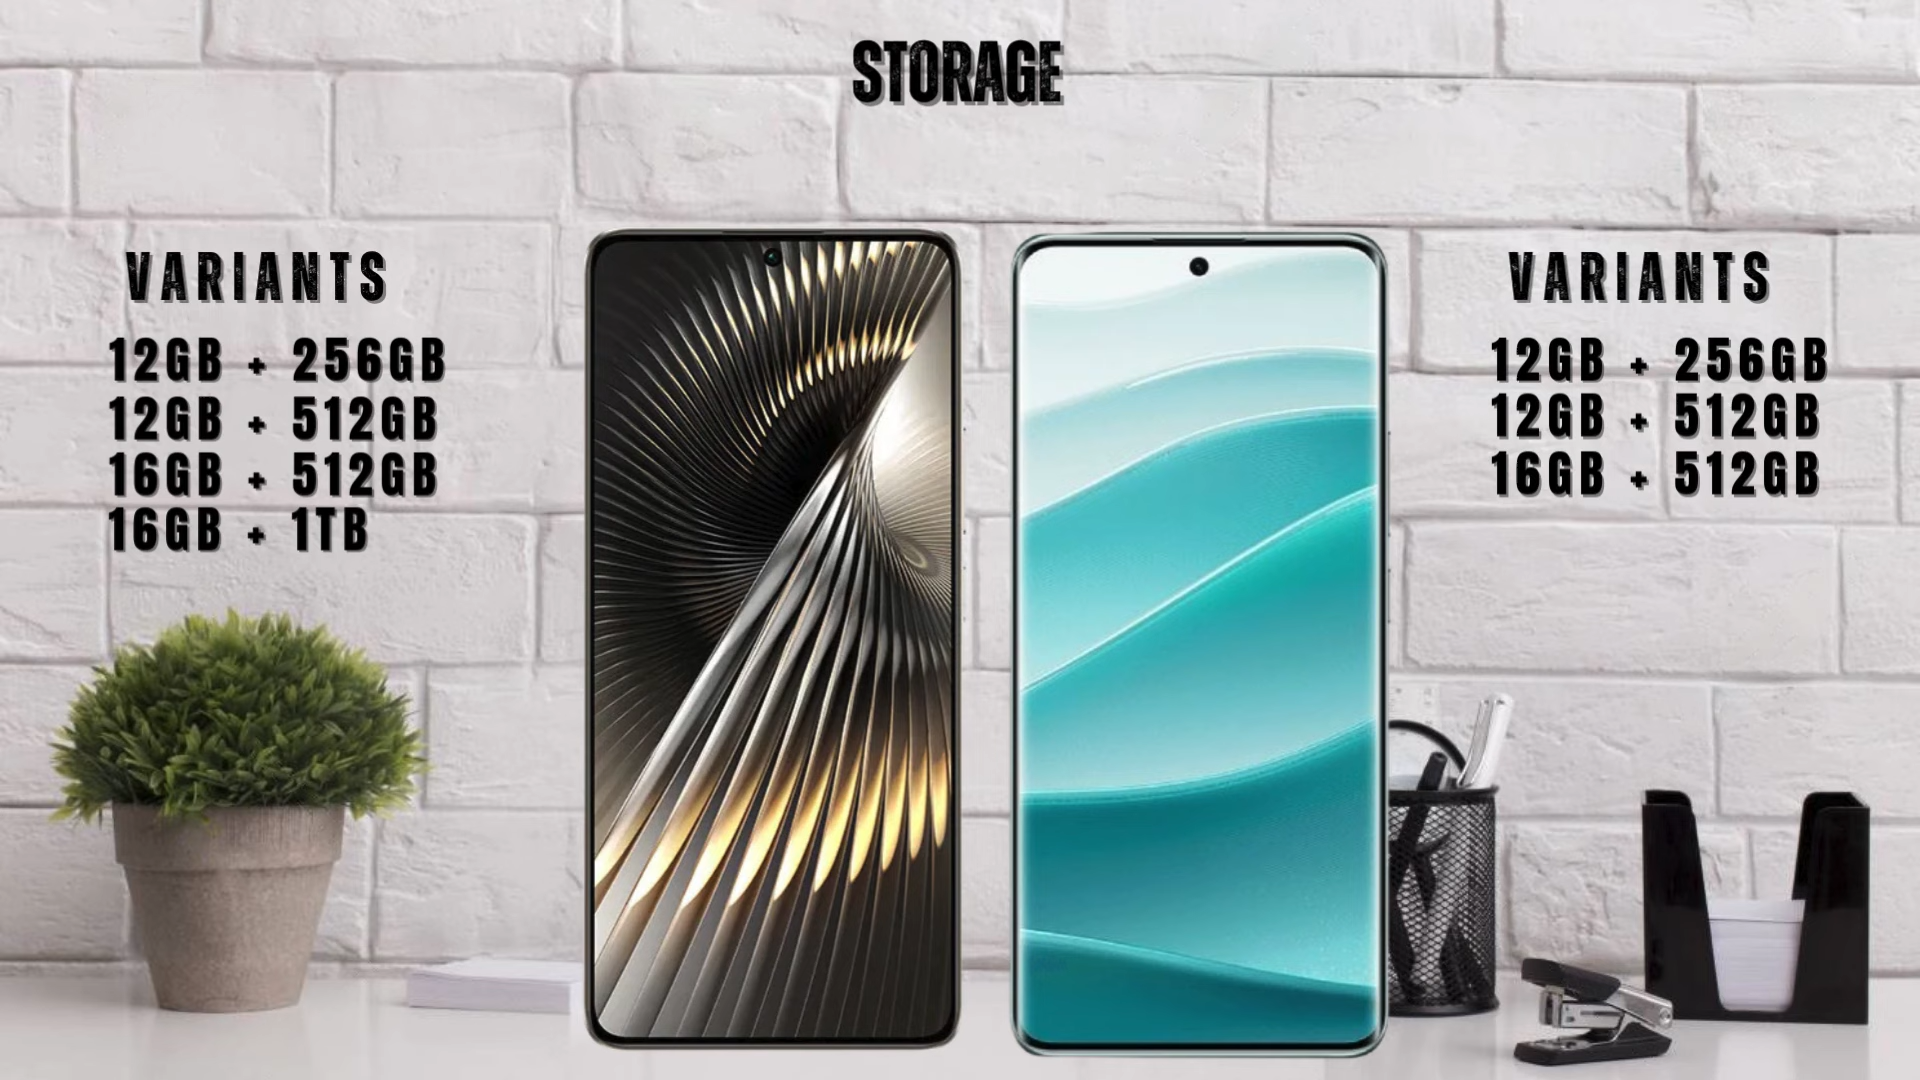 STORAGE
VARIANTS
12GB + 256GB
12GB + 512GB
16GB + 512GB
16GB + 1TB
VARIANTS
12GB + 256GB
12GB + 512GB
16GB + 512GB